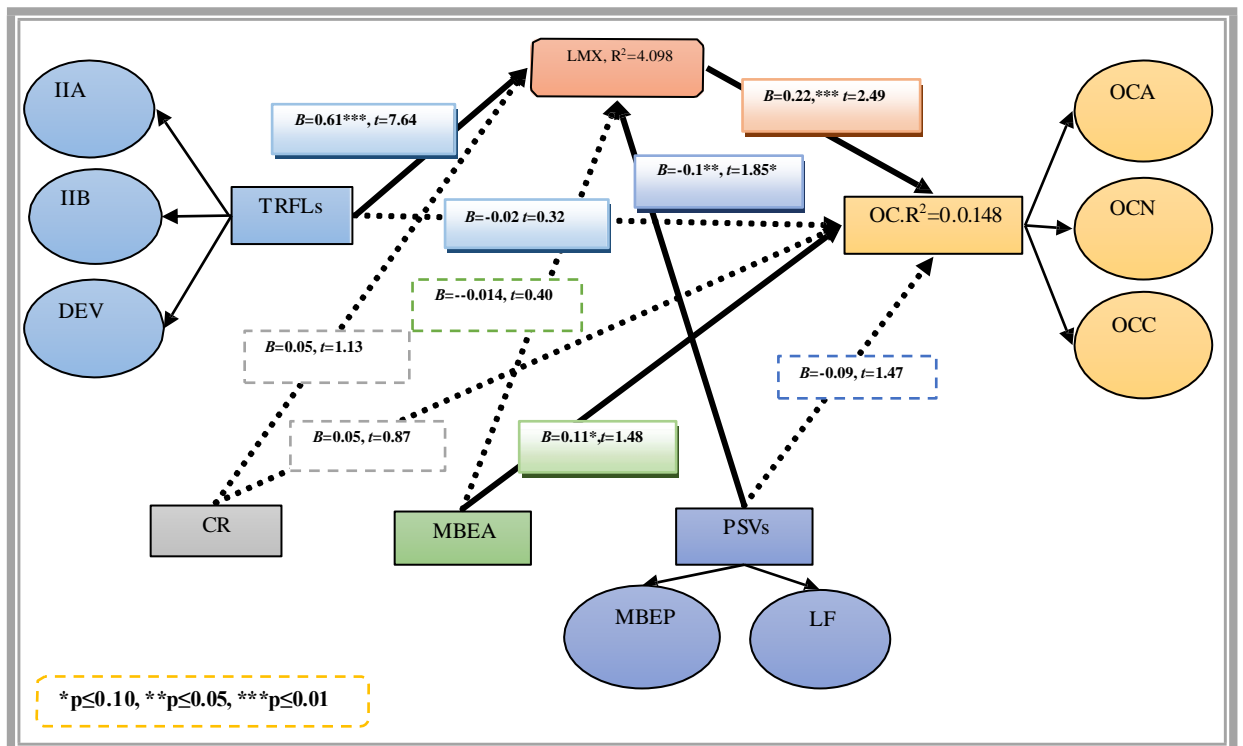 LMX, R²=4.098
IIA
OCA
B=0.22,*** t=2.49
B=0.61***, t=7.64
B=-0.1**, t=1.85*
IIB
TRFLs
B=-0.02 t=0.32
OC.R²=0.0.148
OCN
DEV
B=--0.014, t=0.40
OCC
B=0.05, t=1.13
B=-0.09, t=1.47
B=0.05, t=0.87
B=0.11*,t=1.48
CR
MBEA
PSVs
MBEP
LF
*p≤0.10, **p≤0.05, ***p≤0.01